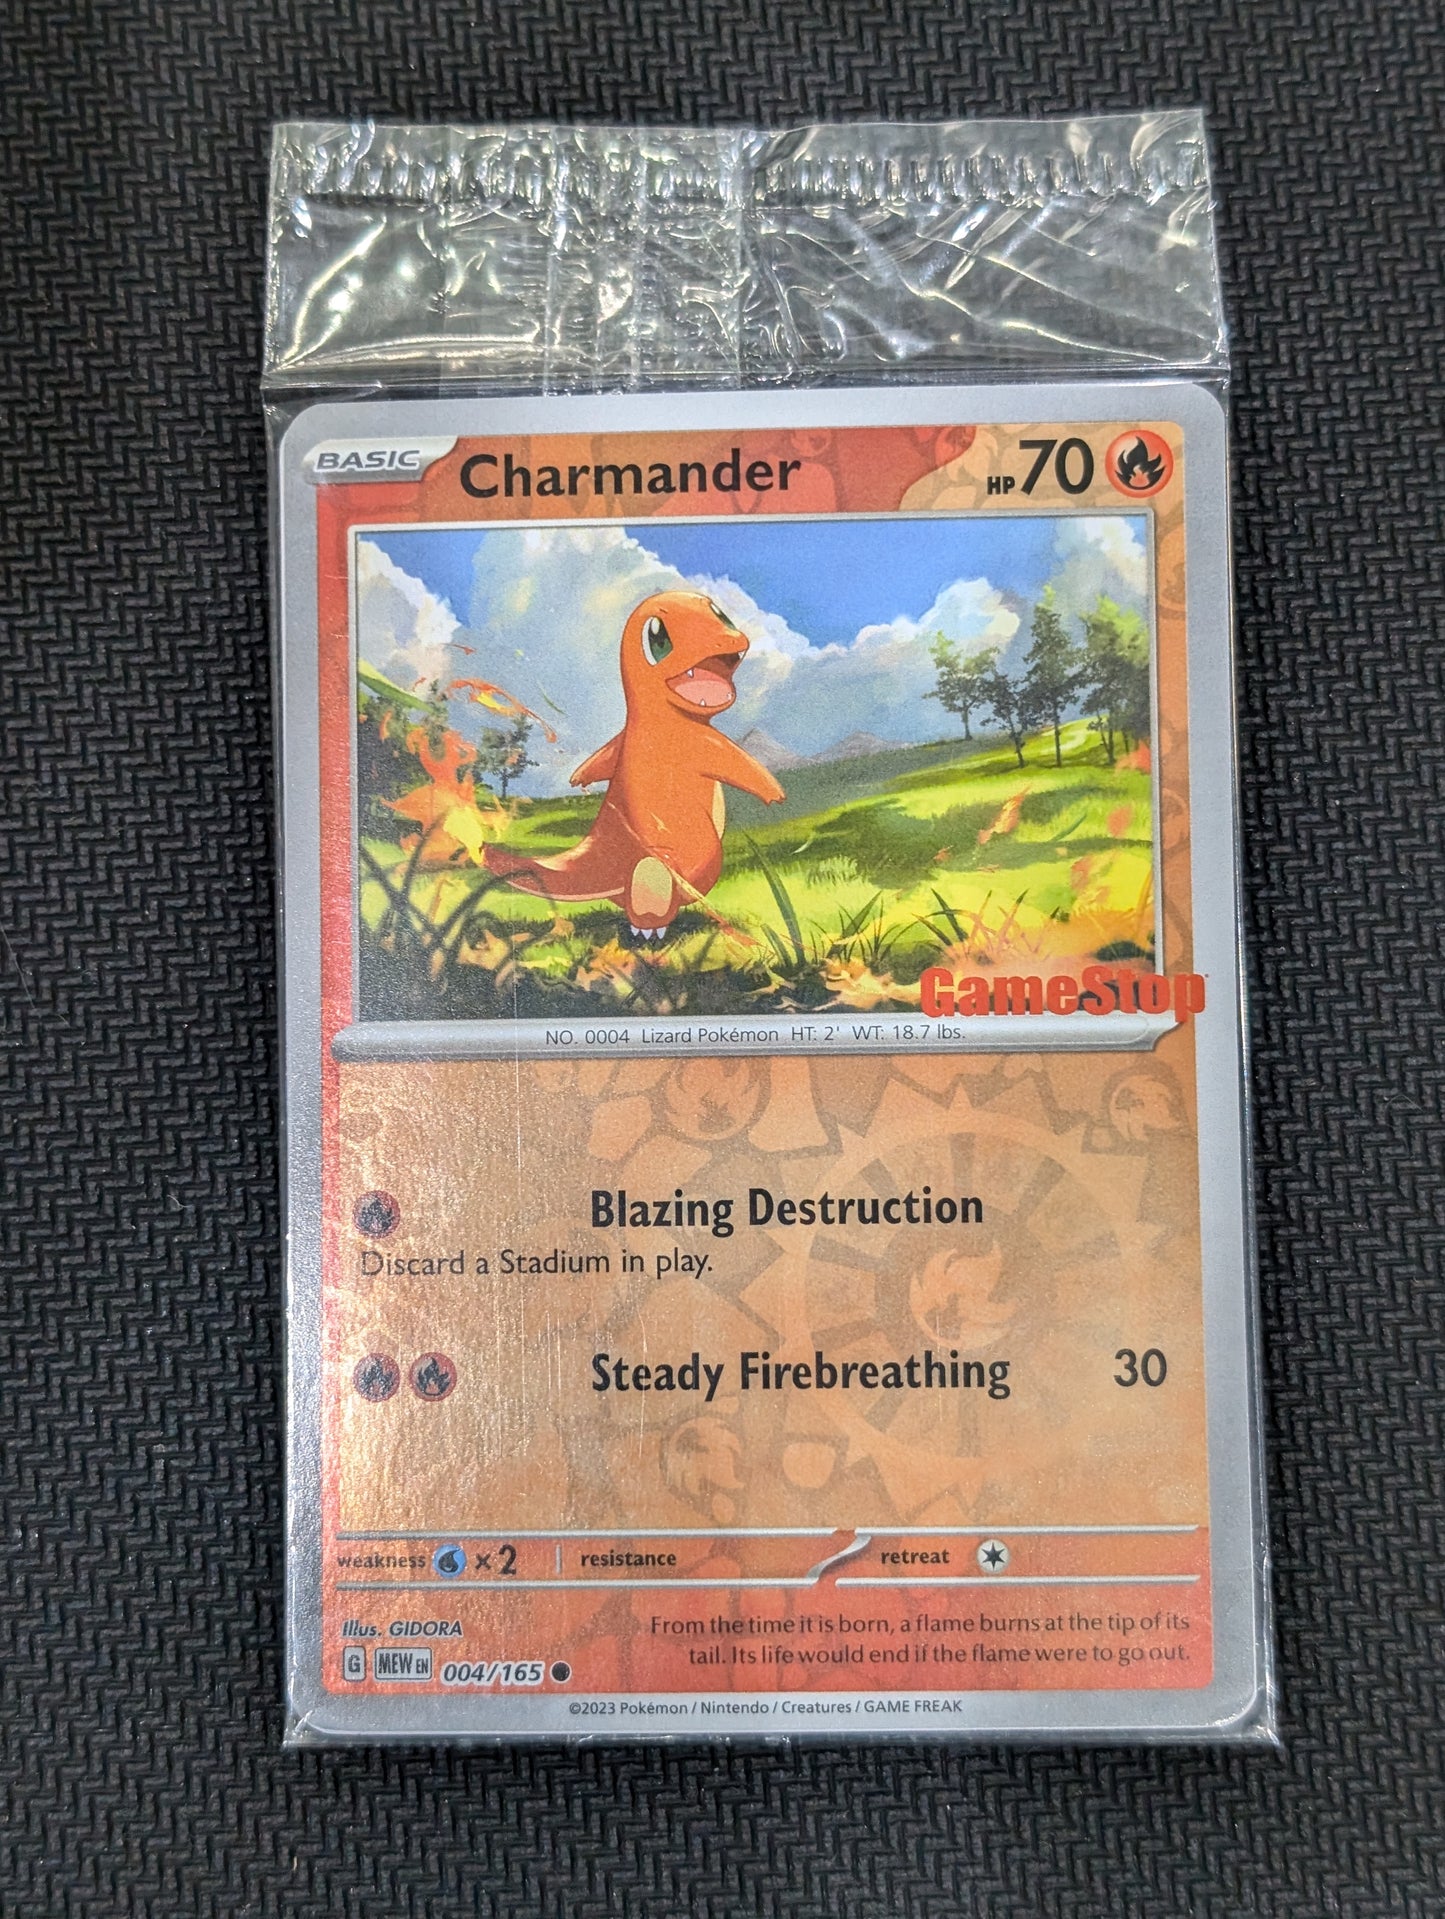 BASIC
Charmander
HP 70
GameStop
NO. 0004 Lizard Pokémon HT: 2' WT: 18.7 lbs.
Blazing Destruction
Discard a Stadium in play.
Steady Firebreathing 30
weakness ×2 resistance retreat
Illus. GIDORA
From the time it is born, a flame burns at the tip of its
tail. Its life would end if the flame were to go out.
G MEW EN 004/165
©2023 Pokémon / Nintendo / Creatures / GAME FREAK